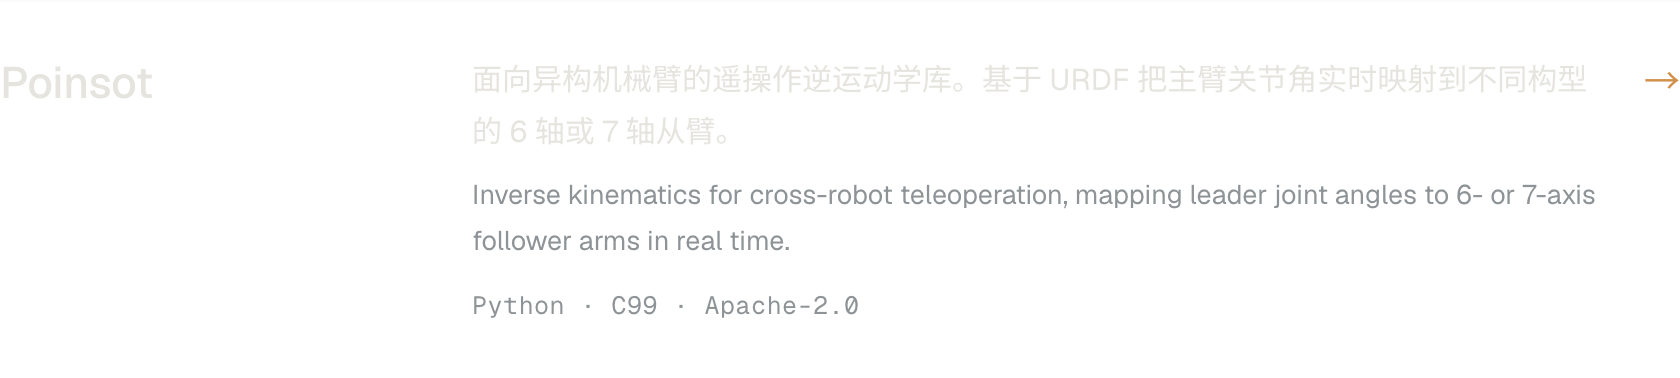 Poinsot
面向异构机械臂的遥操作逆运动学库。基于 URDF 把主臂关节角实时映射到不同构型
的 6 轴或 7 轴从臂。
→
Inverse kinematics for cross-robot teleoperation, mapping leader joint angles to 6- or 7-axis
follower arms in real time.
Python · C99 · Apache-2.0